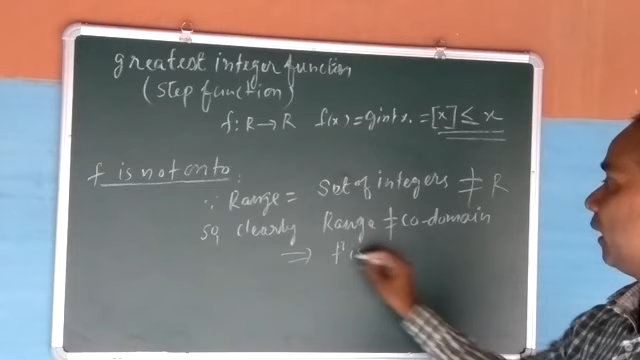 greatest integer function
(Step function)
f: R → R f(x) = gint x. = [x] ≤ x
f is not onto:
∵ Range = Set of integers ≠ R
so, clearly Range ≠ co-domain
⇒ f